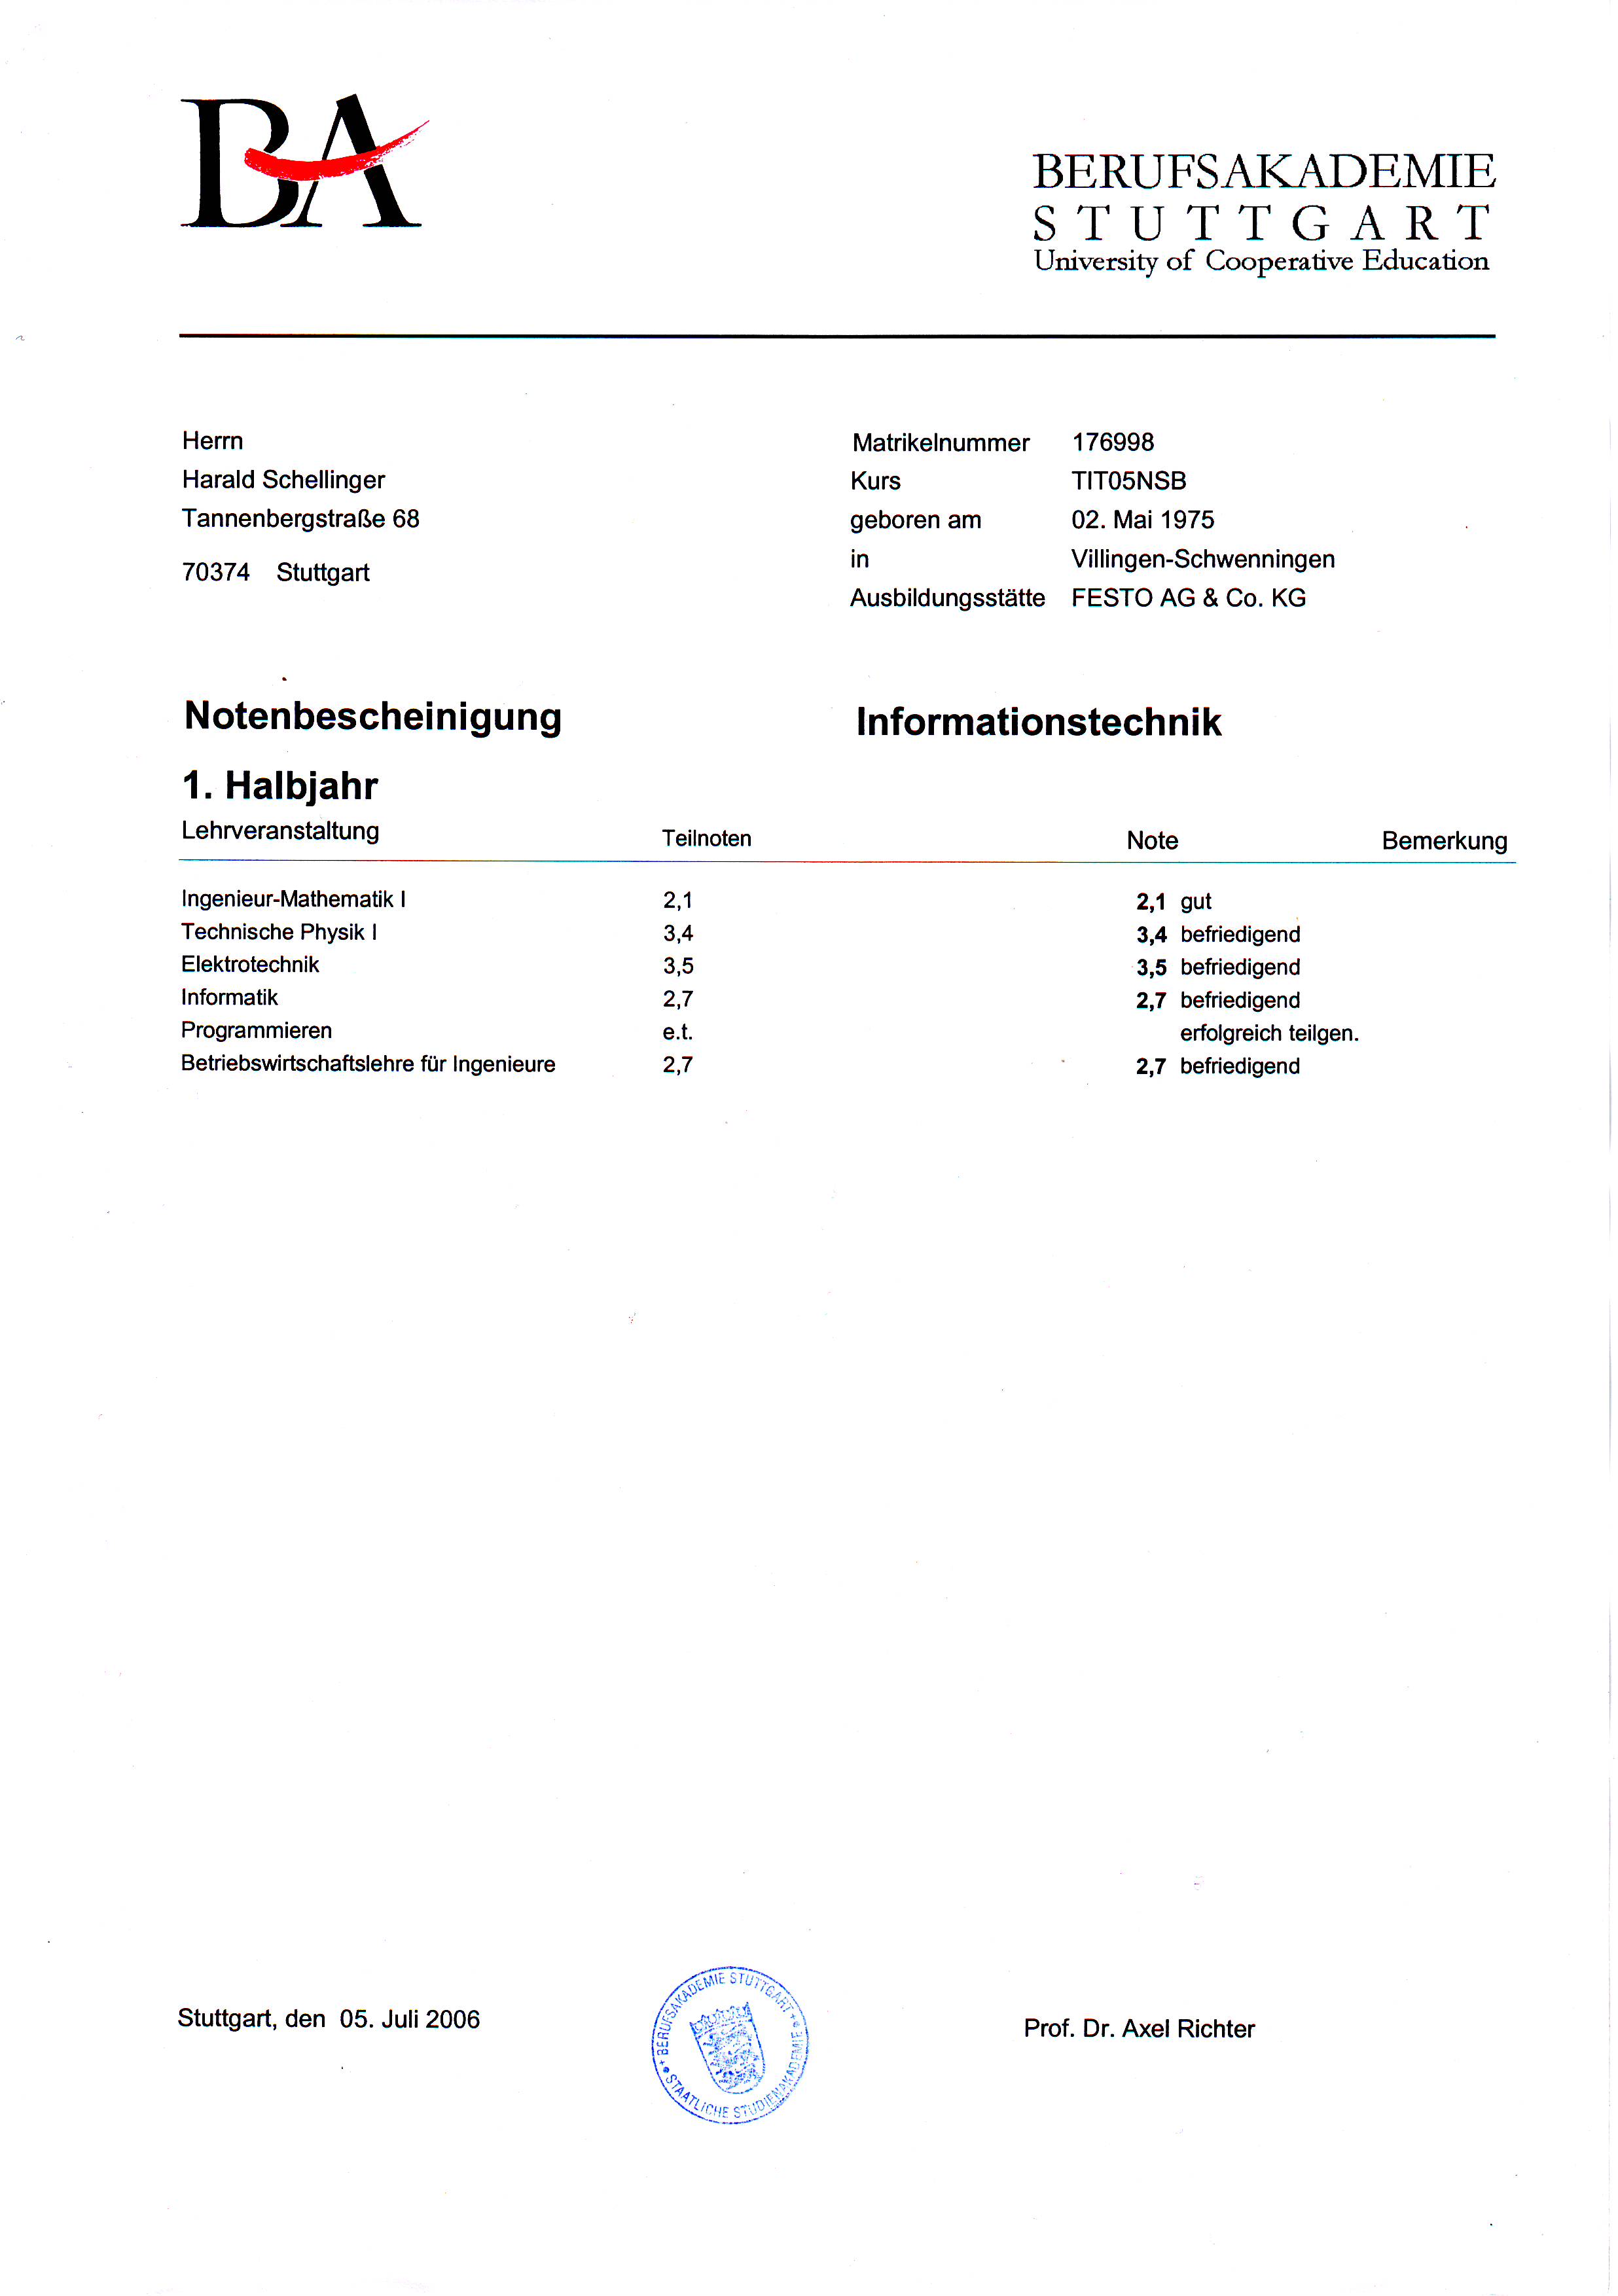 BA
BERUFSAKADEMIE
STUTTGART
University of Cooperative Education
Herrn
Harald Schellinger
Tannenbergstraße 68
70374 Stuttgart
Matrikelnummer 176998
Kurs TIT05NSB
geboren am 02. Mai 1975
in Villingen-Schwenningen
Ausbildungsstätte FESTO AG & Co. KG
Notenbescheinigung Informationstechnik
1. Halbjahr
Lehrveranstaltung Teilnoten Note Bemerkung
Ingenieur-Mathematik I 2,1 2,1 gut
Technische Physik I 3,4 3,4 befriedigend
Elektrotechnik 3,5 3,5 befriedigend
Informatik 2,7 2,7 befriedigend
Programmieren e.t. erfolgreich teilgen.
Betriebswirtschaftslehre für Ingenieure 2,7 2,7 befriedigend
Stuttgart, den 05. Juli 2006
BERUFSAKADEMIE STUTTGART
STAATLICHE STUDIENAKADEMIE
Prof. Dr. Axel Richter